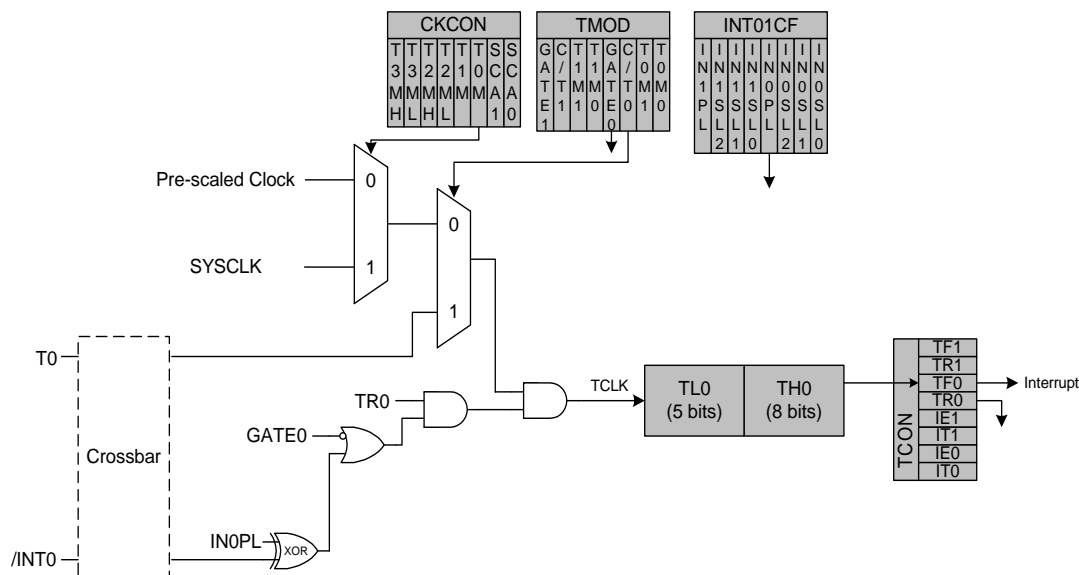 CKCON
TMOD
INT01CF
T3MH
T3ML
T2MH
T2ML
T1M
T0M
SCA1
SCA0
GATE1
C/T1
T1M1
T1M0
GATE0
C/T0
T0M1
T0M0
IN1PL
IN1SL2
IN1SL1
IN1SL0
IN0PL
IN0SL2
IN0SL1
IN0SL0
Pre-scaled Clock
0
SYSCLK
1
0
1
T0
Crossbar
/INT0
TR0
GATE0
IN0PL
XOR
TCLK
TL0
(5 bits)
TH0
(8 bits)
TCON
TF1
TR1
TF0
TR0
IE1
IT1
IE0
IT0
Interrupt